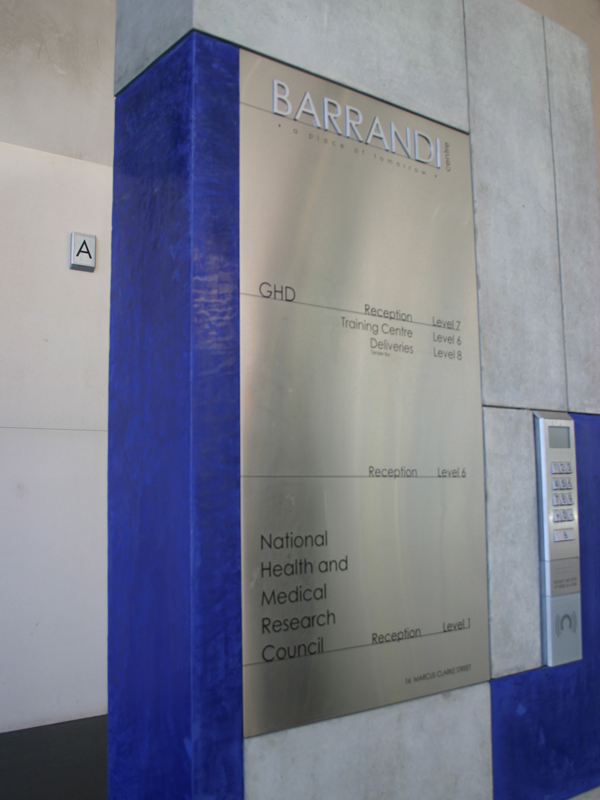 A
BARRANDI
centre
• a place of tomorrow •
GHD
Reception Level 7
Training Centre Level 6
Deliveries Level 8
Reception Level 6
National
Health and
Medical
Research
Council Reception Level 1
16 MARCUS CLARKE STREET